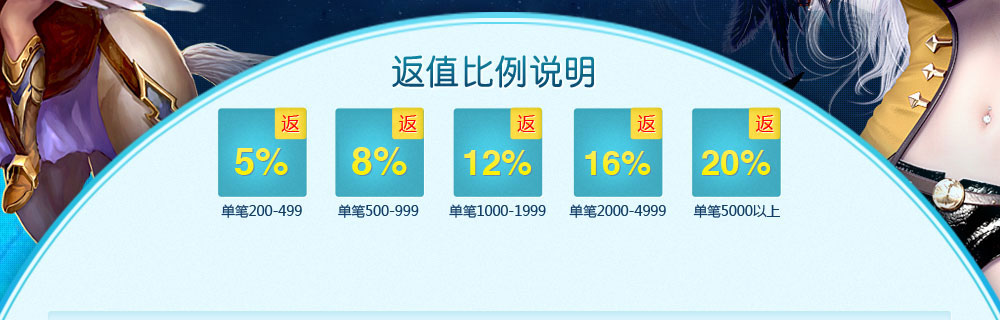 返值比例说明
返 返 返 返 返
5% 8% 12% 16% 20%
单笔200-499 单笔500-999 单笔1000-1999 单笔2000-4999 单笔5000以上